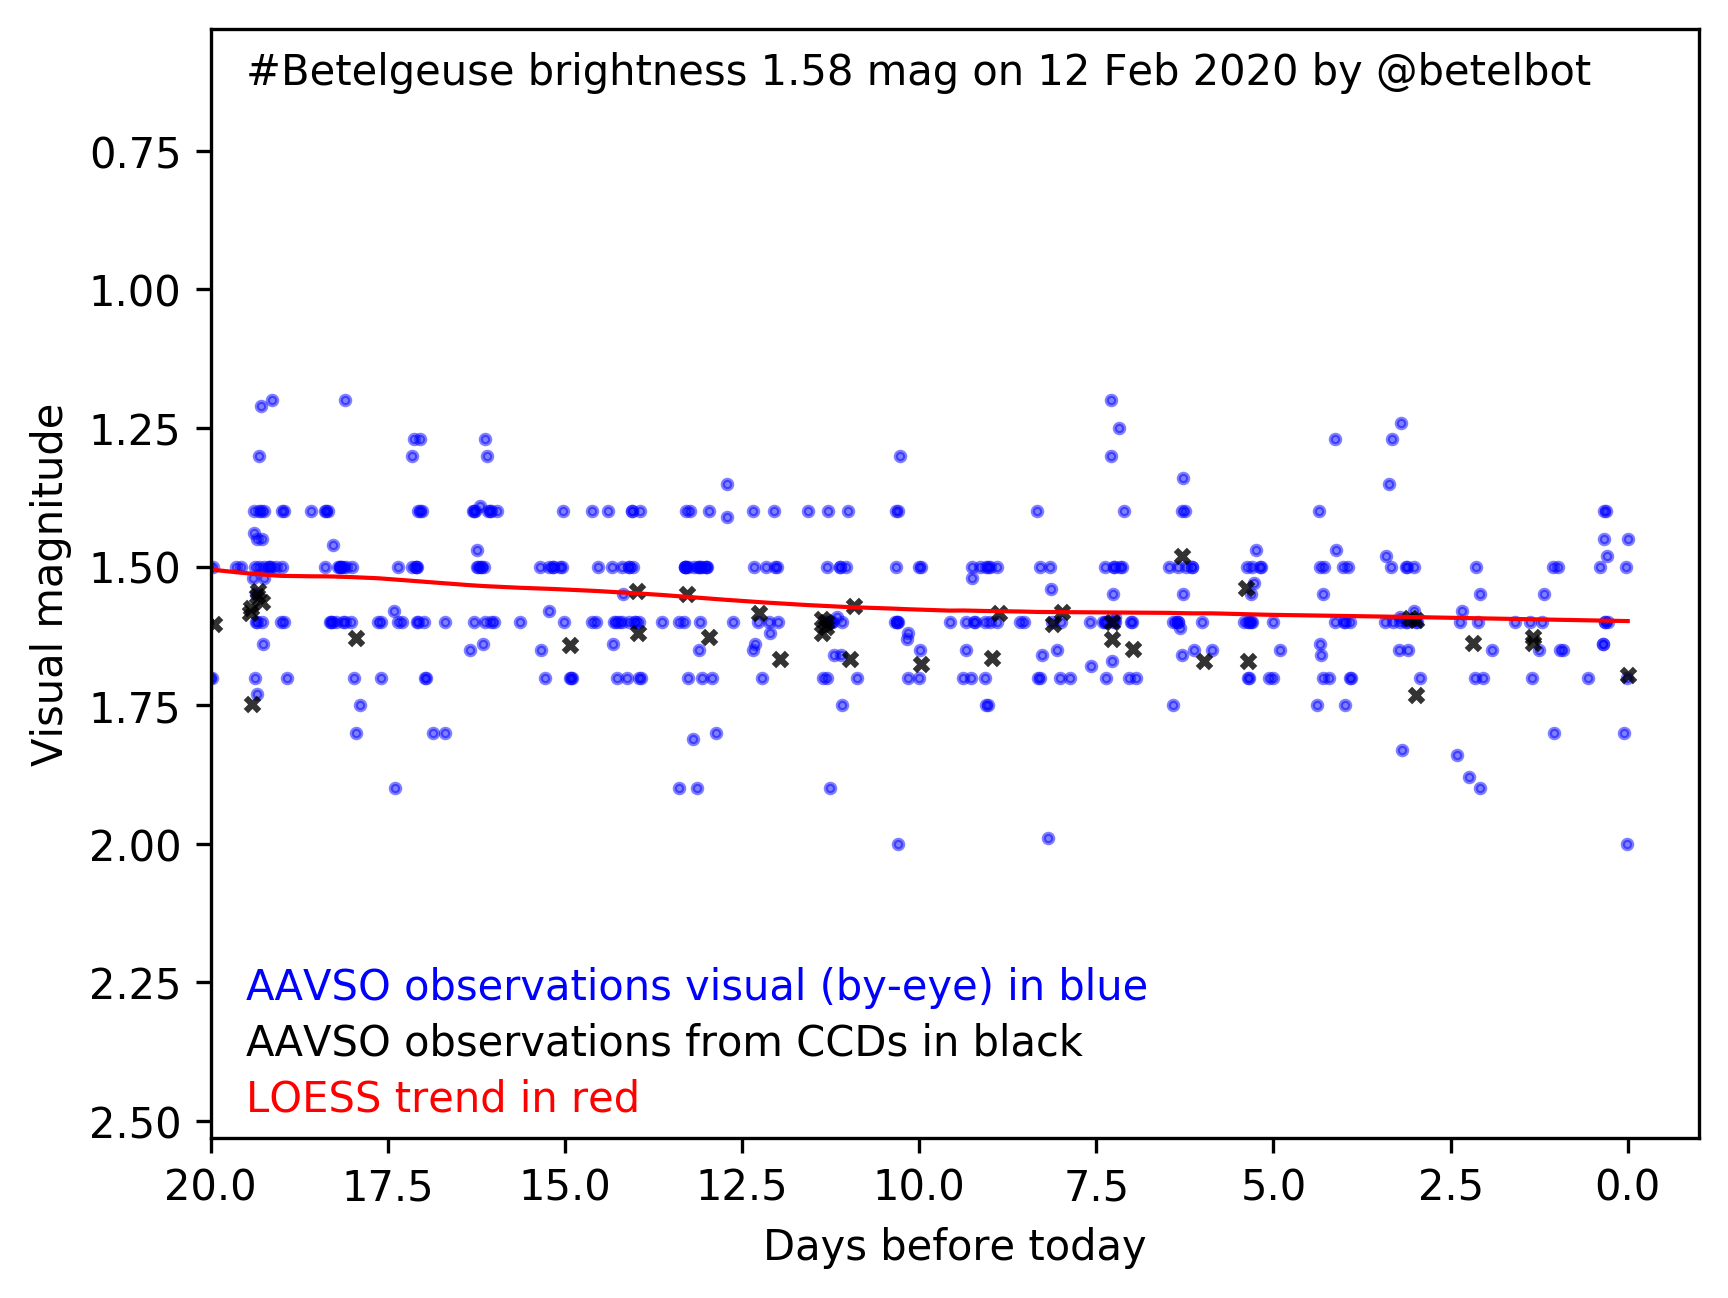 #Betelgeuse brightness 1.58 mag on 12 Feb 2020 by @betelbot
0.75
1.00
1.25
1.50
1.75
2.00
2.25
2.50
Visual magnitude
AAVSO observations visual (by-eye) in blue
AAVSO observations from CCDs in black
LOESS trend in red
20.0 17.5 15.0 12.5 10.0 7.5 5.0 2.5 0.0
Days before today